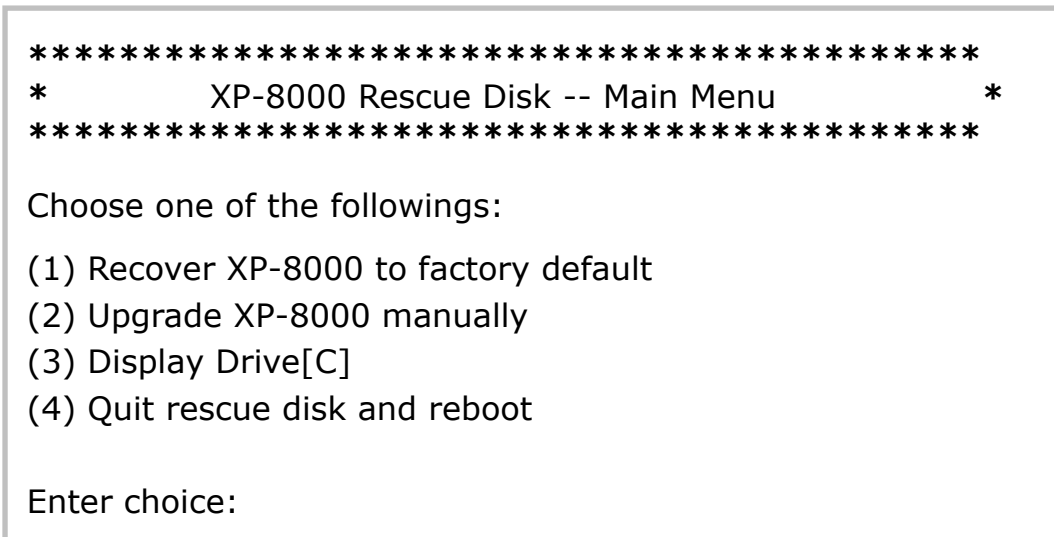 ******************************************
* XP-8000 Rescue Disk -- Main Menu *
******************************************
Choose one of the followings:
(1) Recover XP-8000 to factory default
(2) Upgrade XP-8000 manually
(3) Display Drive[C]
(4) Quit rescue disk and reboot
Enter choice: